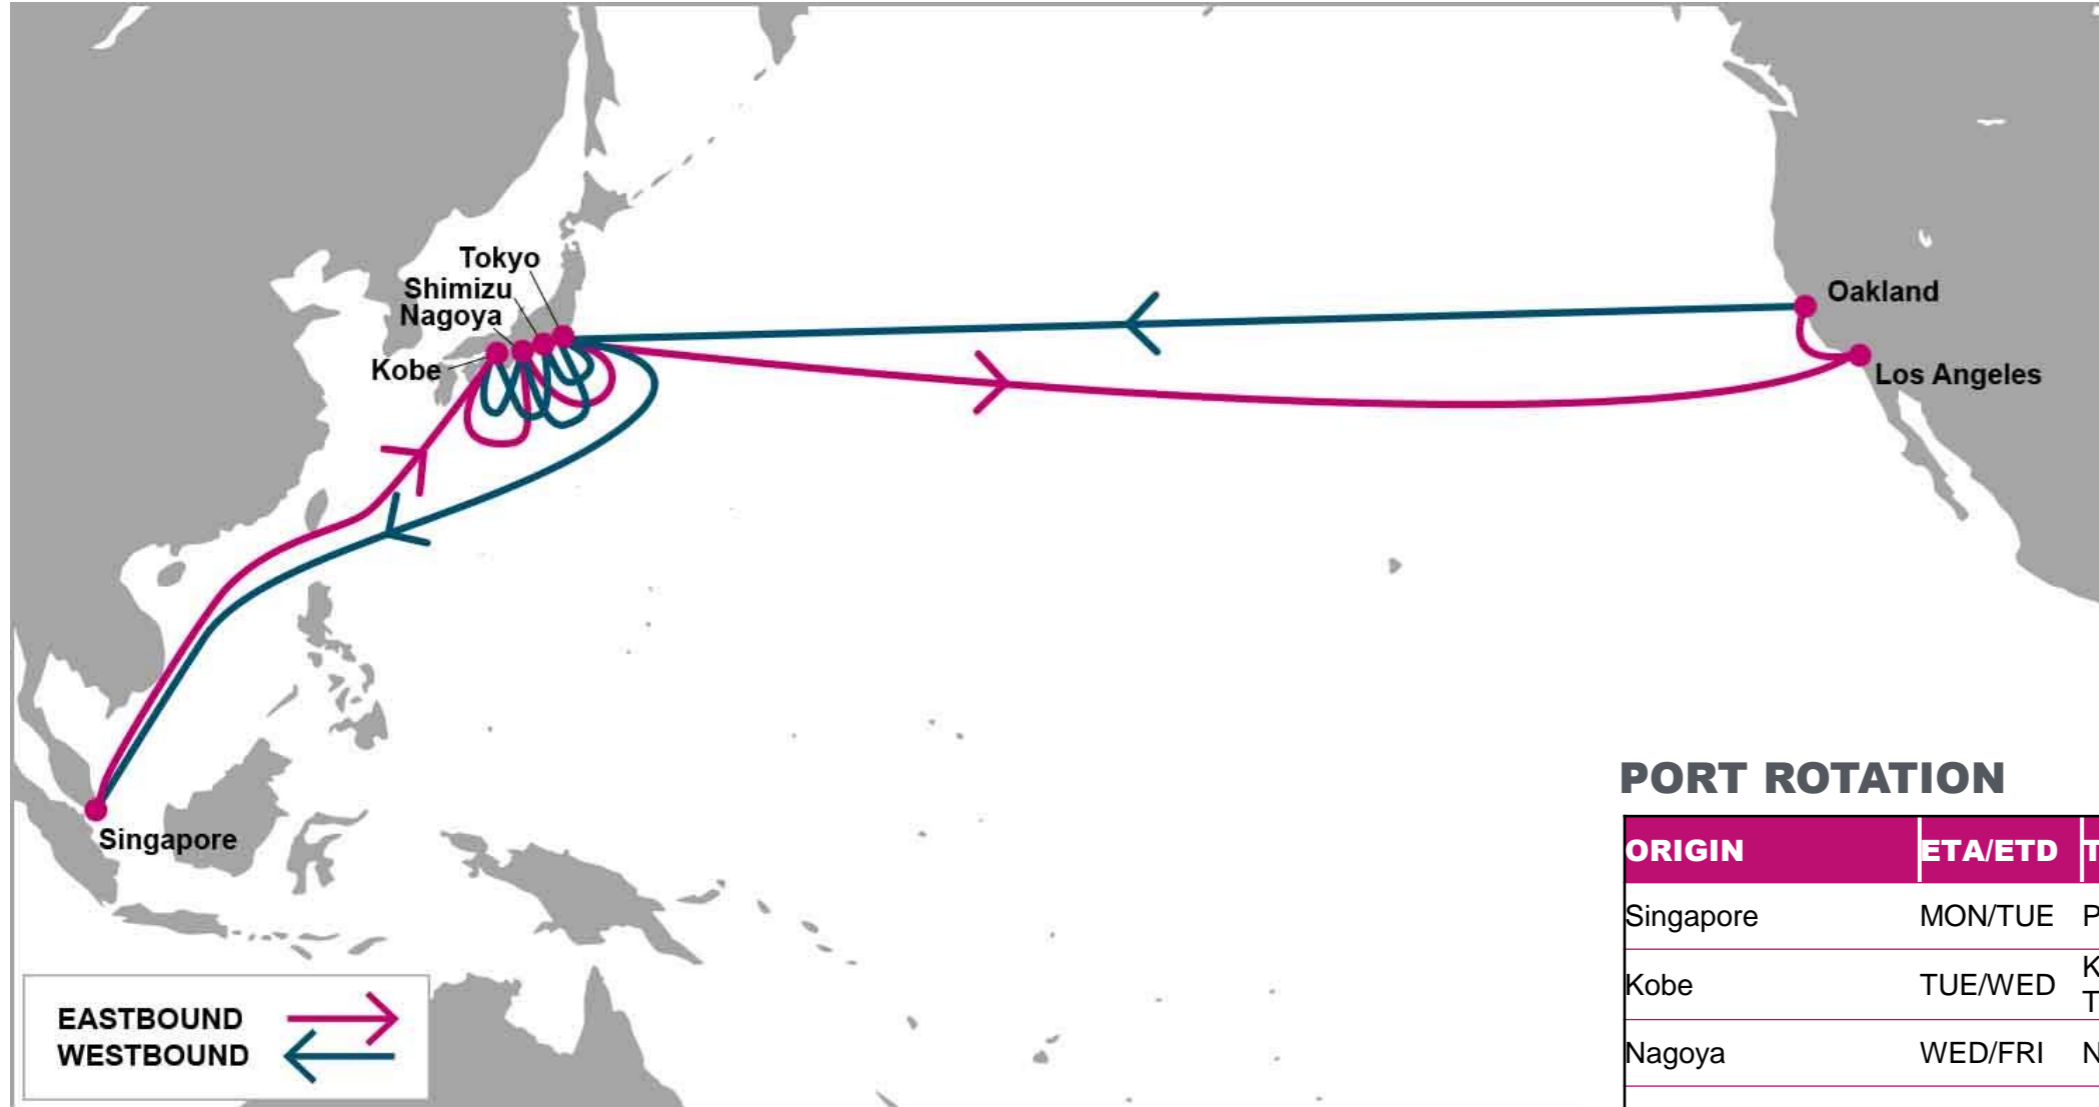 Tokyo
Shimizu
Nagoya
Kobe
Oakland
Los Angeles
Singapore
EASTBOUND
WESTBOUND
PORT ROTATION
ORIGIN ETA/ETD T
Singapore MON/TUE P
Kobe TUE/WED K
T
Nagoya WED/FRI N